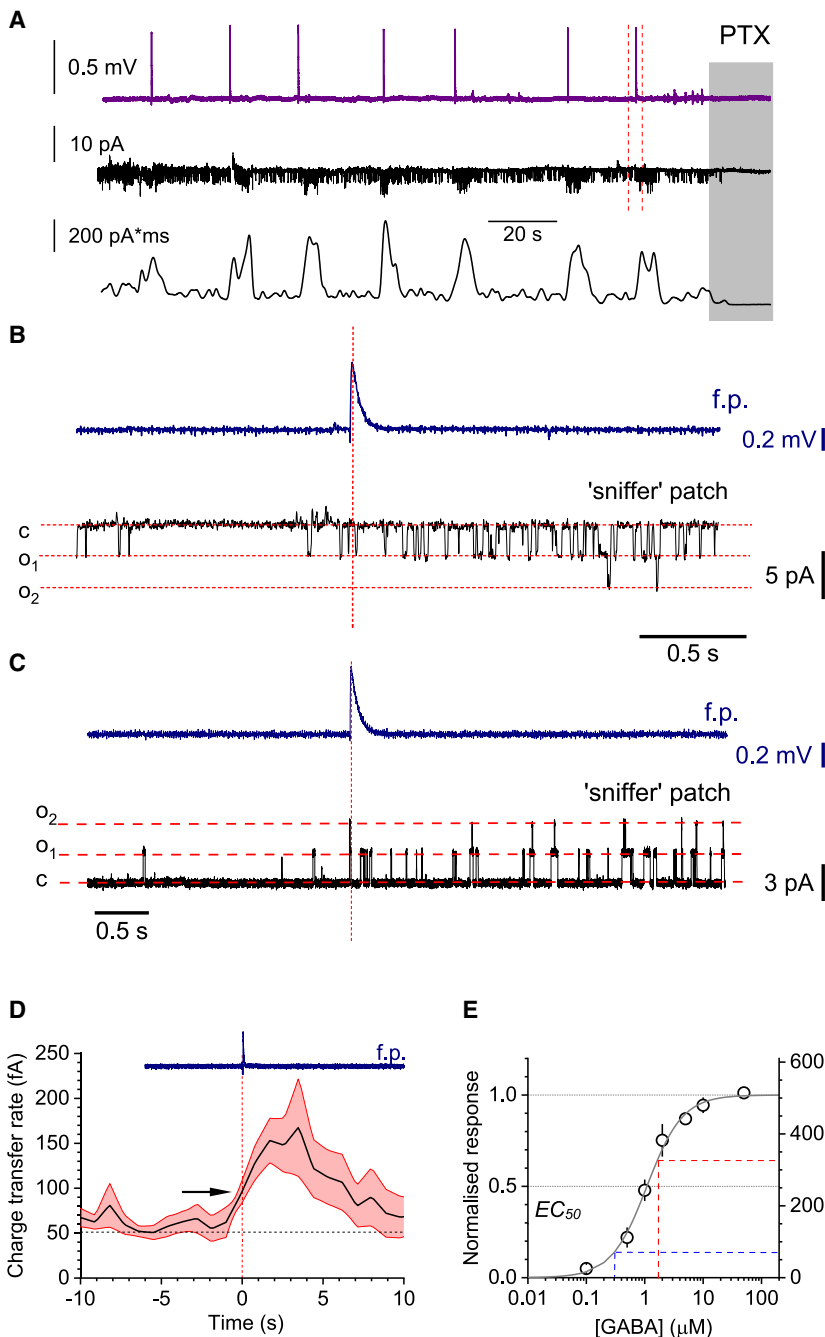 A
PTX
0.5 mV
10 pA
200 pA*ms
20 s
B
f.p.
0.2 mV
'sniffer' patch
c
o1
o2
5 pA
0.5 s
C
f.p.
0.2 mV
'sniffer' patch
o2
o1
c
3 pA
0.5 s
D
f.p.
250
200
150
100
50
0
Charge transfer rate (fA)
-10 -5 0 5 10
Time (s)
E
1.0
0.5
0.0
Normalised response
EC50
600
500
400
300
200
100
0
0.01 0.1 1 10 100
[GABA] (μM)